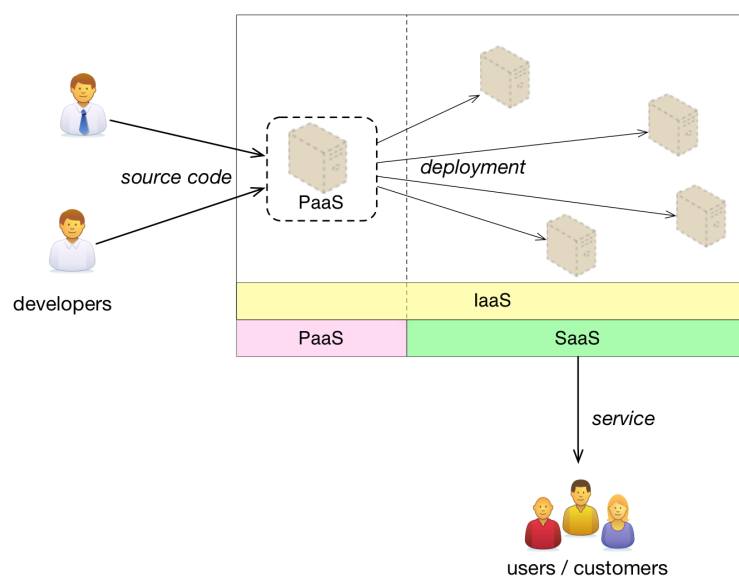 source code
deployment
PaaS
developers
IaaS
PaaS
SaaS
service
users / customers